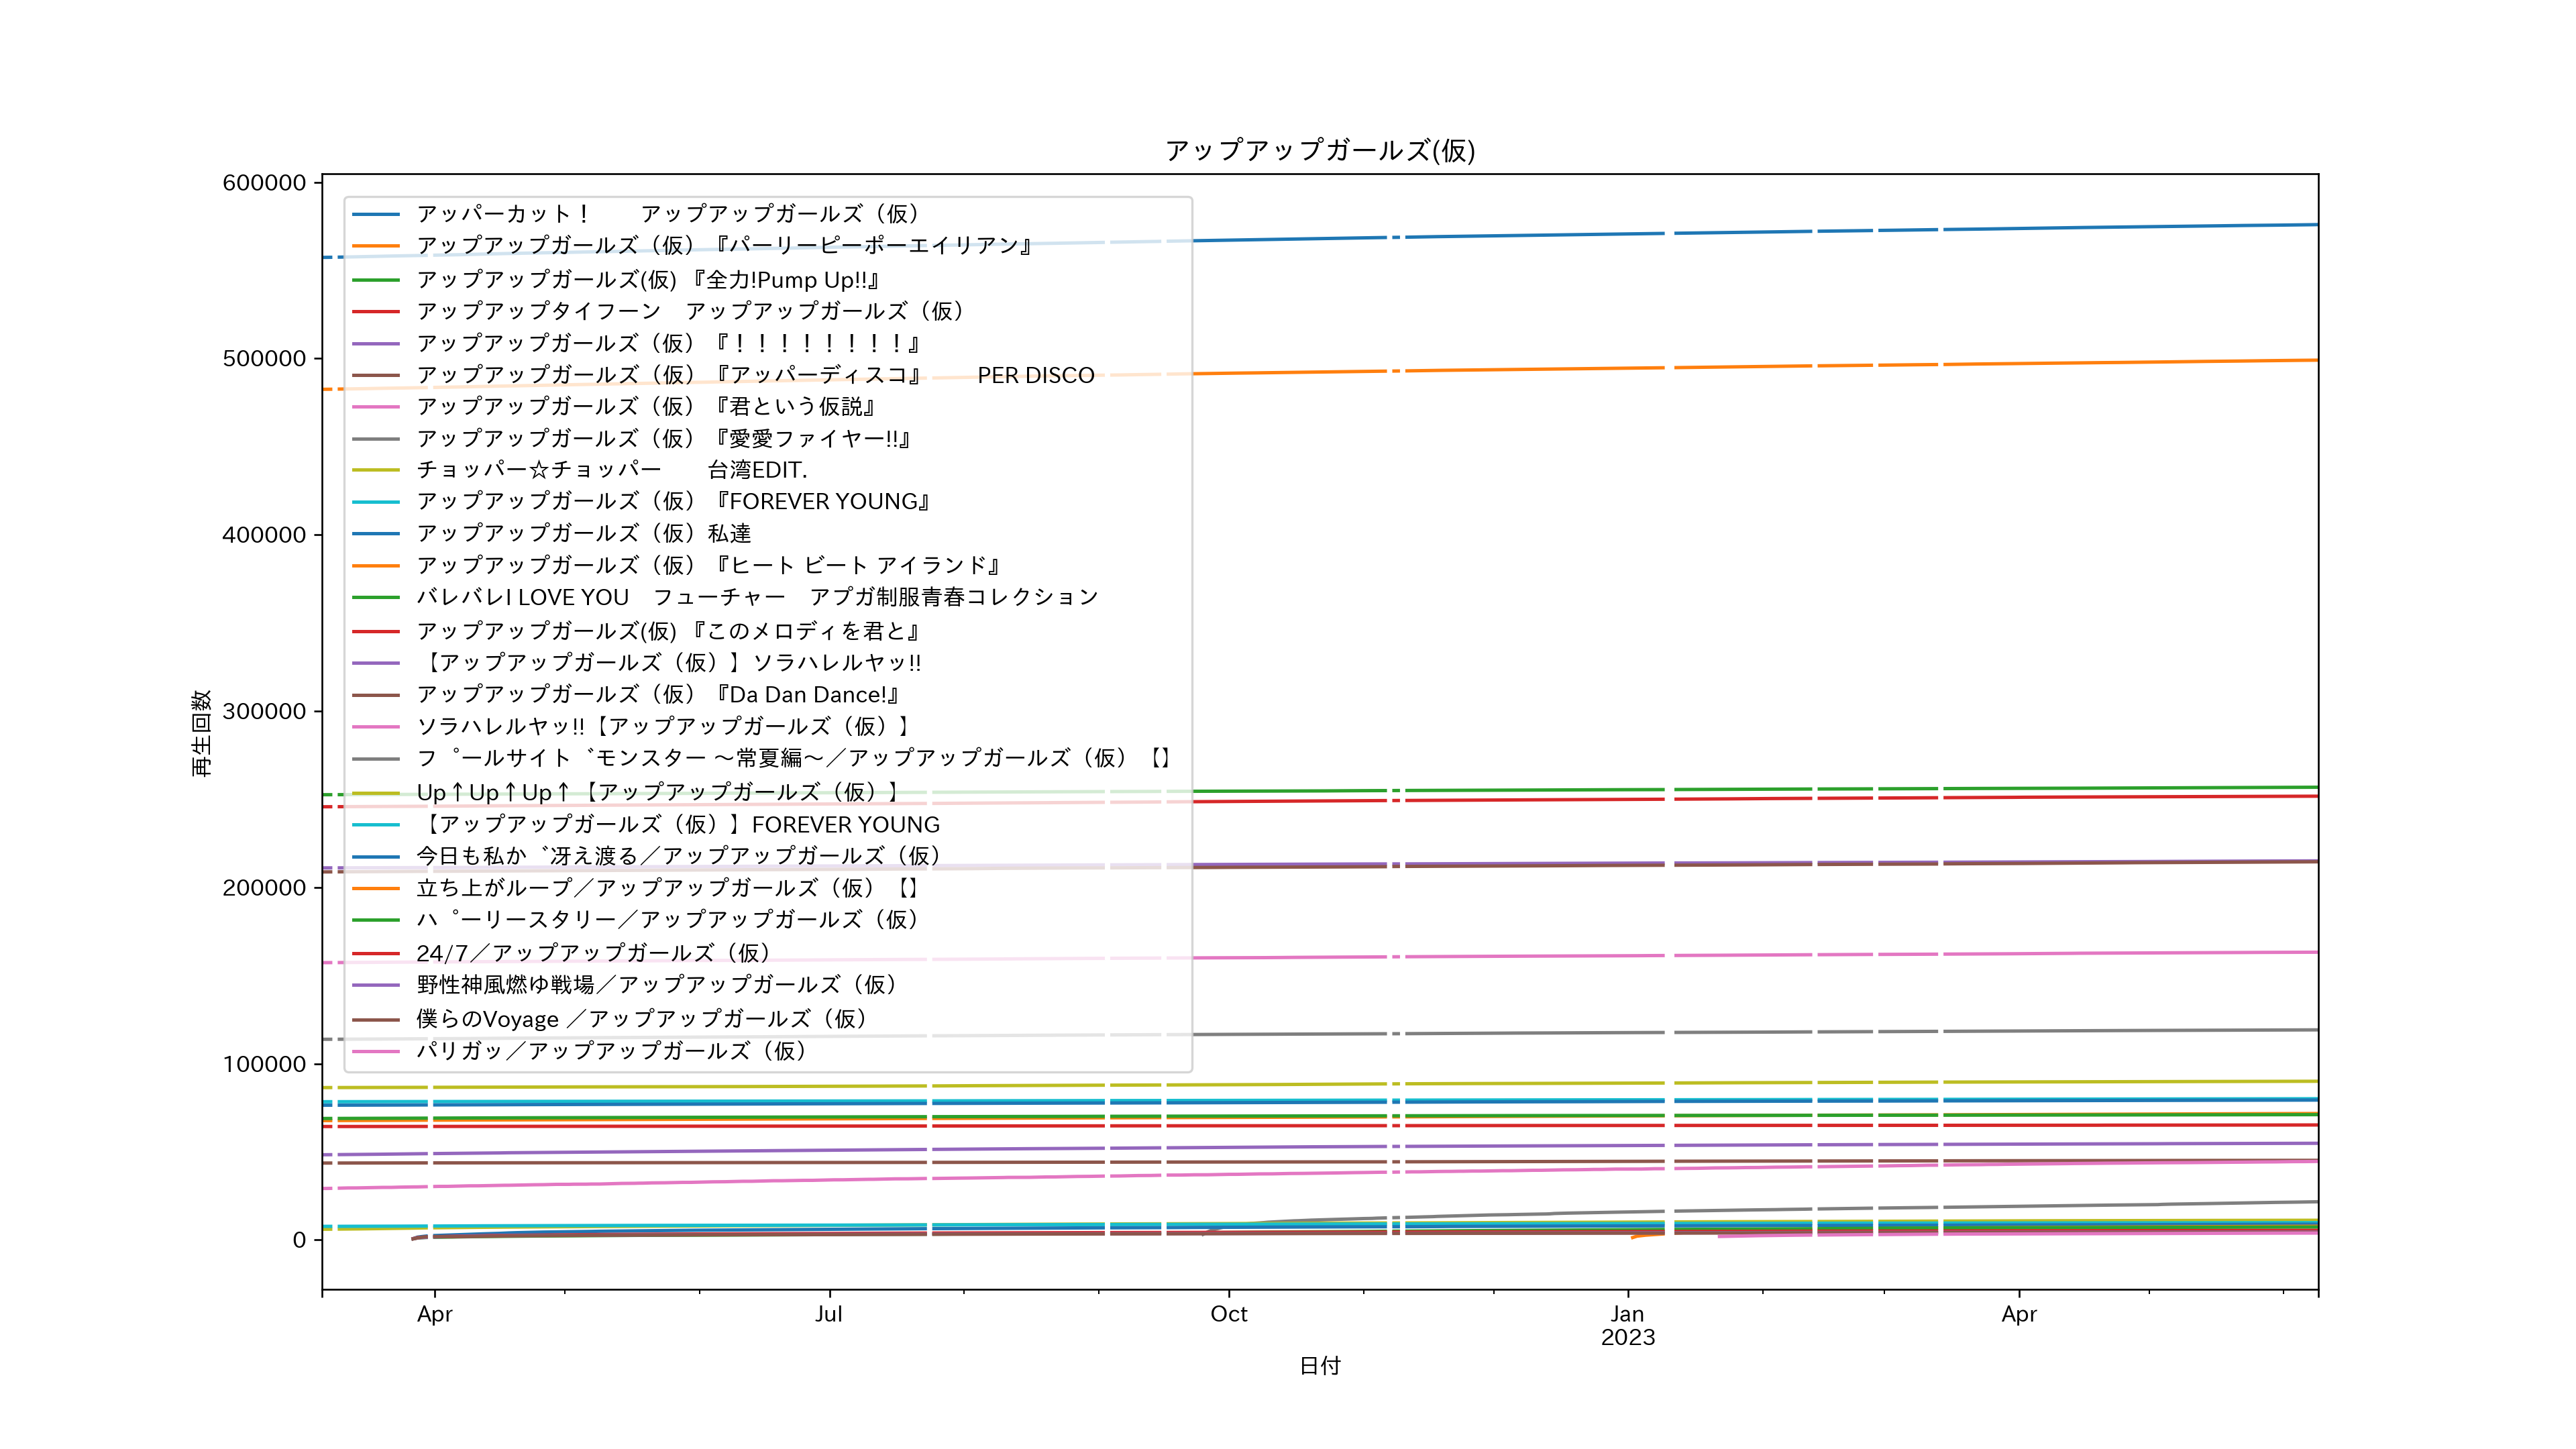 アップアップガールズ(仮)
600000
500000
400000
300000
200000
100000
0
再生回数
アッパーカット！　　アップアップガールズ（仮）
アップアップガールズ（仮）『パーリーピーポーエイリアン』
アップアップガールズ(仮) 『全力!Pump Up!!』
アップアップタイフーン　アップアップガールズ（仮）
アップアップガールズ（仮）『！！！！！！！！』
アップアップガールズ（仮）『アッパーディスコ』　　PER DISCO
アップアップガールズ（仮）『君という仮説』
アップアップガールズ（仮）『愛愛ファイヤー!!』
チョッパー☆チョッパー　　台湾EDIT.
アップアップガールズ（仮）『FOREVER YOUNG』
アップアップガールズ（仮）私達
アップアップガールズ（仮）『ヒート ビート アイランド』
バレバレI LOVE YOU　フューチャー　アプガ制服青春コレクション
アップアップガールズ(仮) 『このメロディを君と』
【アップアップガールズ（仮）】ソラハレルヤッ!!
アップアップガールズ（仮）『Da Dan Dance!』
ソラハレルヤッ!!【アップアップガールズ（仮）】
フ゜ールサイト゛モンスター ～常夏編～／アップアップガールズ（仮）【】
Up↑Up↑Up↑【アップアップガールズ（仮）】
【アップアップガールズ（仮）】FOREVER YOUNG
今日も私か゛冴え渡る／アップアップガールズ（仮）
立ち上がループ／アップアップガールズ（仮）【】
ハ゜ーリースタリー／アップアップガールズ（仮）
24/7／アップアップガールズ（仮）
野性神風燃ゆ戦場／アップアップガールズ（仮）
僕らのVoyage ／アップアップガールズ（仮）
パリガッ／アップアップガールズ（仮）
Apr
Jul
Oct
Jan
2023
Apr
日付